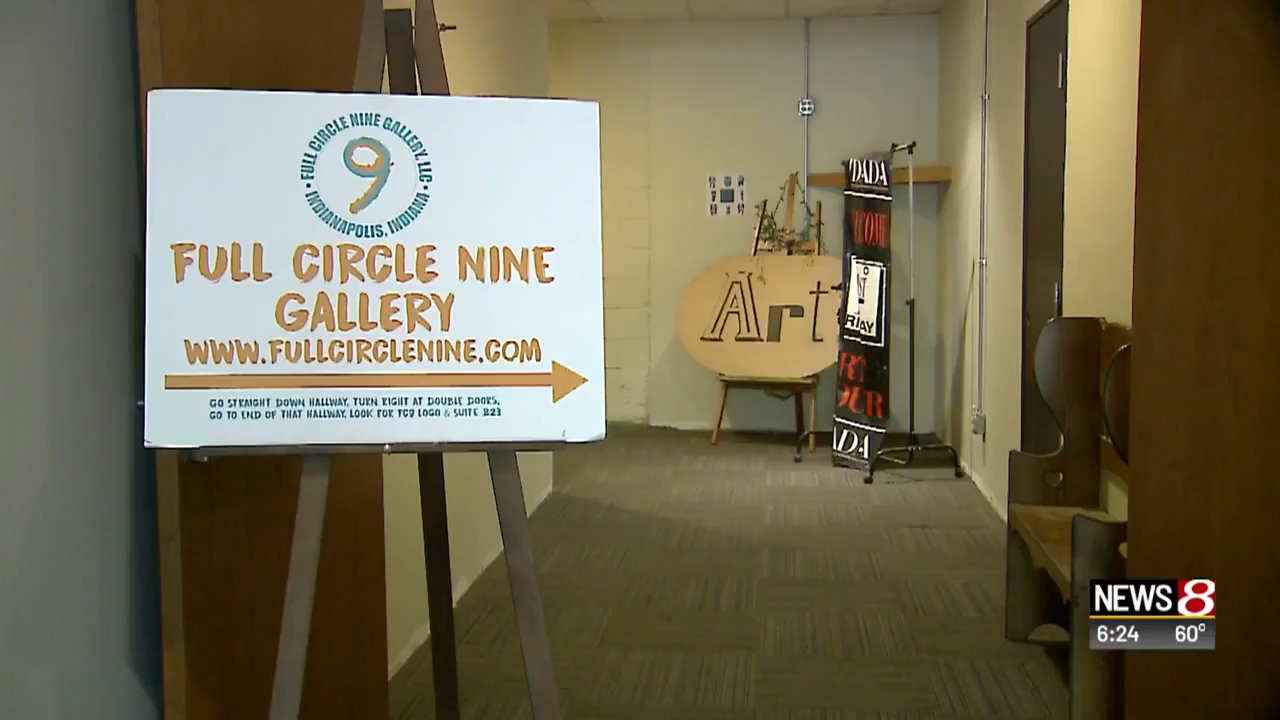 • FULL CIRCLE NINE GALLERY, LLC •
INDIANAPOLIS, INDIANA
9
FULL CIRCLE NINE
GALLERY
WWW.FULLCIRCLENINE.COM
GO STRAIGHT DOWN HALLWAY, TURN RIGHT AT DOUBLE DOORS,
GO TO END OF THAT HALLWAY, LOOK FOR FC9 LOGO & SUITE B23
Art
DADA
DADA
NEWS 8
6:24 60°